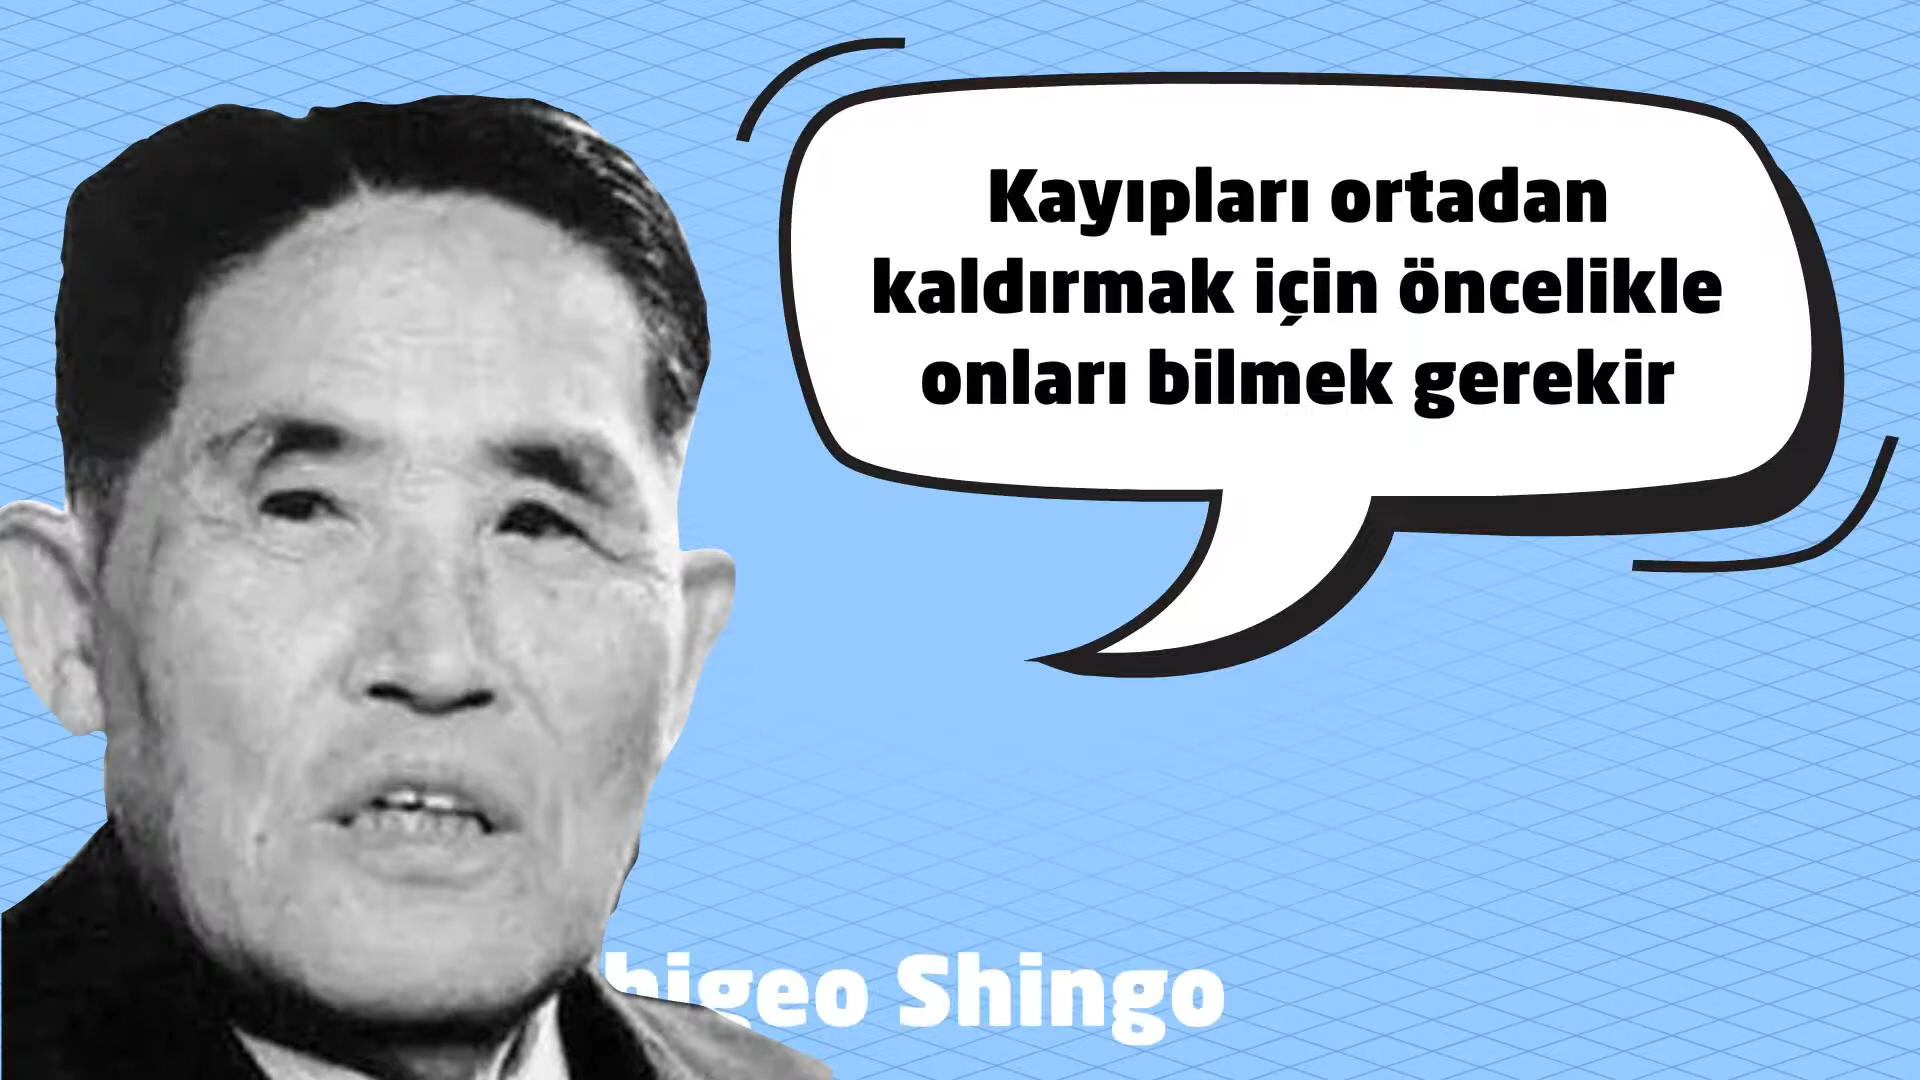 Kayıpları ortadan
kaldırmak için öncelikle
onları bilmek gerekir
higeo Shingo